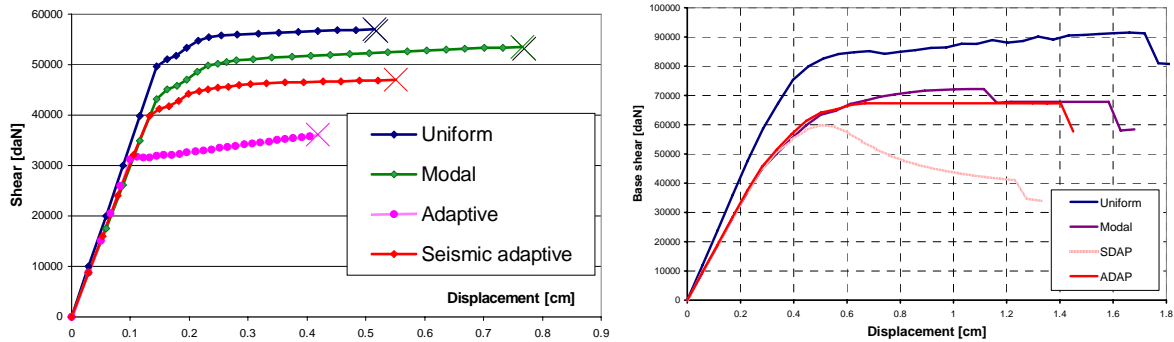 Shear [daN]
60000
50000
40000
30000
20000
10000
0
Uniform
Modal
Adaptive
Seismic adaptive
Displacement [cm]
0 0.1 0.2 0.3 0.4 0.5 0.6 0.7 0.8 0.9
Base shear [daN]
100000
90000
80000
70000
60000
50000
40000
30000
20000
10000
0
Uniform
Modal
SDAP
ADAP
0.0 0.2 0.4 0.6 0.8 1.0 1.2 1.4 1.6 1.8
Displacement [cm]